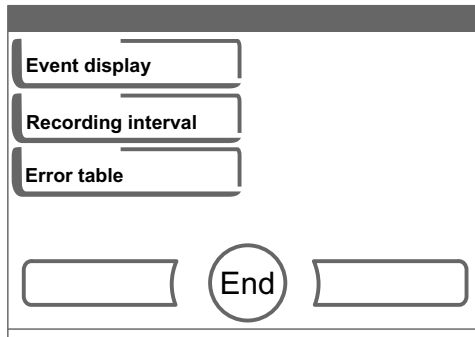 Event display
Recording interval
Error table
End